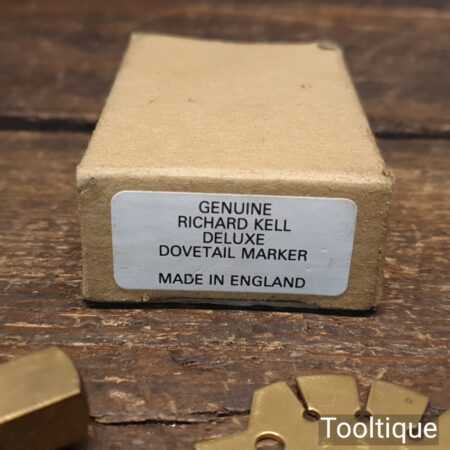 GENUINE
RICHARD KELL
DELUXE
DOVETAIL MARKER
MADE IN ENGLAND
Tooltique